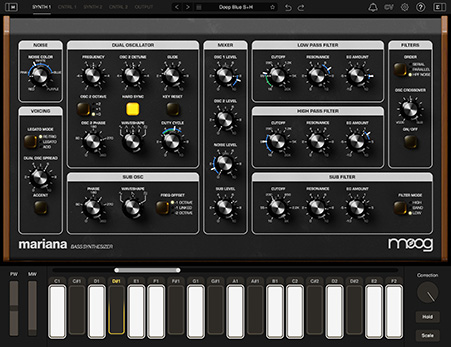 SYNTH 1
SYNTH 2
CNTRL 1
CNTRL 2
OUTPUT
Deep Blue S+H
NOISE
DUAL OSCILLATOR
MIXER
LOW PASS FILTER
FILTERS
NOISE COLOR
FREQUENCY
OSC 2 DETUNE
GLIDE
OSC 1 LEVEL
CUTOFF
RESONANCE
EG AMOUNT
ORDER
SERIAL
PARALLEL
HPF NOISE
OSC 2 OCTAVE
HARD SYNC
KEY RESET
OSC 2 LEVEL
OSC CROSSOVER
VOICING
HIGH PASS FILTER
LEGATO MODE
LEGATO
OSC 2 PHASE
WAVESHAPE
DUTY CYCLE
CUTOFF
RESONANCE
EG AMOUNT
ON/OFF
DUAL OSC SPREAD
NOISE LEVEL
SUB OSC
SUB FILTER
ACCENT
PHASE
WAVESHAPE
FREQ OFFSET
-1 OCTAVE
-1 LINKED
-2 OCTAVE
SUB LEVEL
CUTOFF
RESONANCE
EG AMOUNT
FILTER MODE
HIGH
BAND
LOW
mariana BASS SYNTHESIZER
moog
PW
MW
C1
C#1
D1
D#1
E1
F1
F#1
G1
G#1
A1
A#1
B1
C2
C#2
D2
D#2
E2
F2
Correction
Hold
Scale